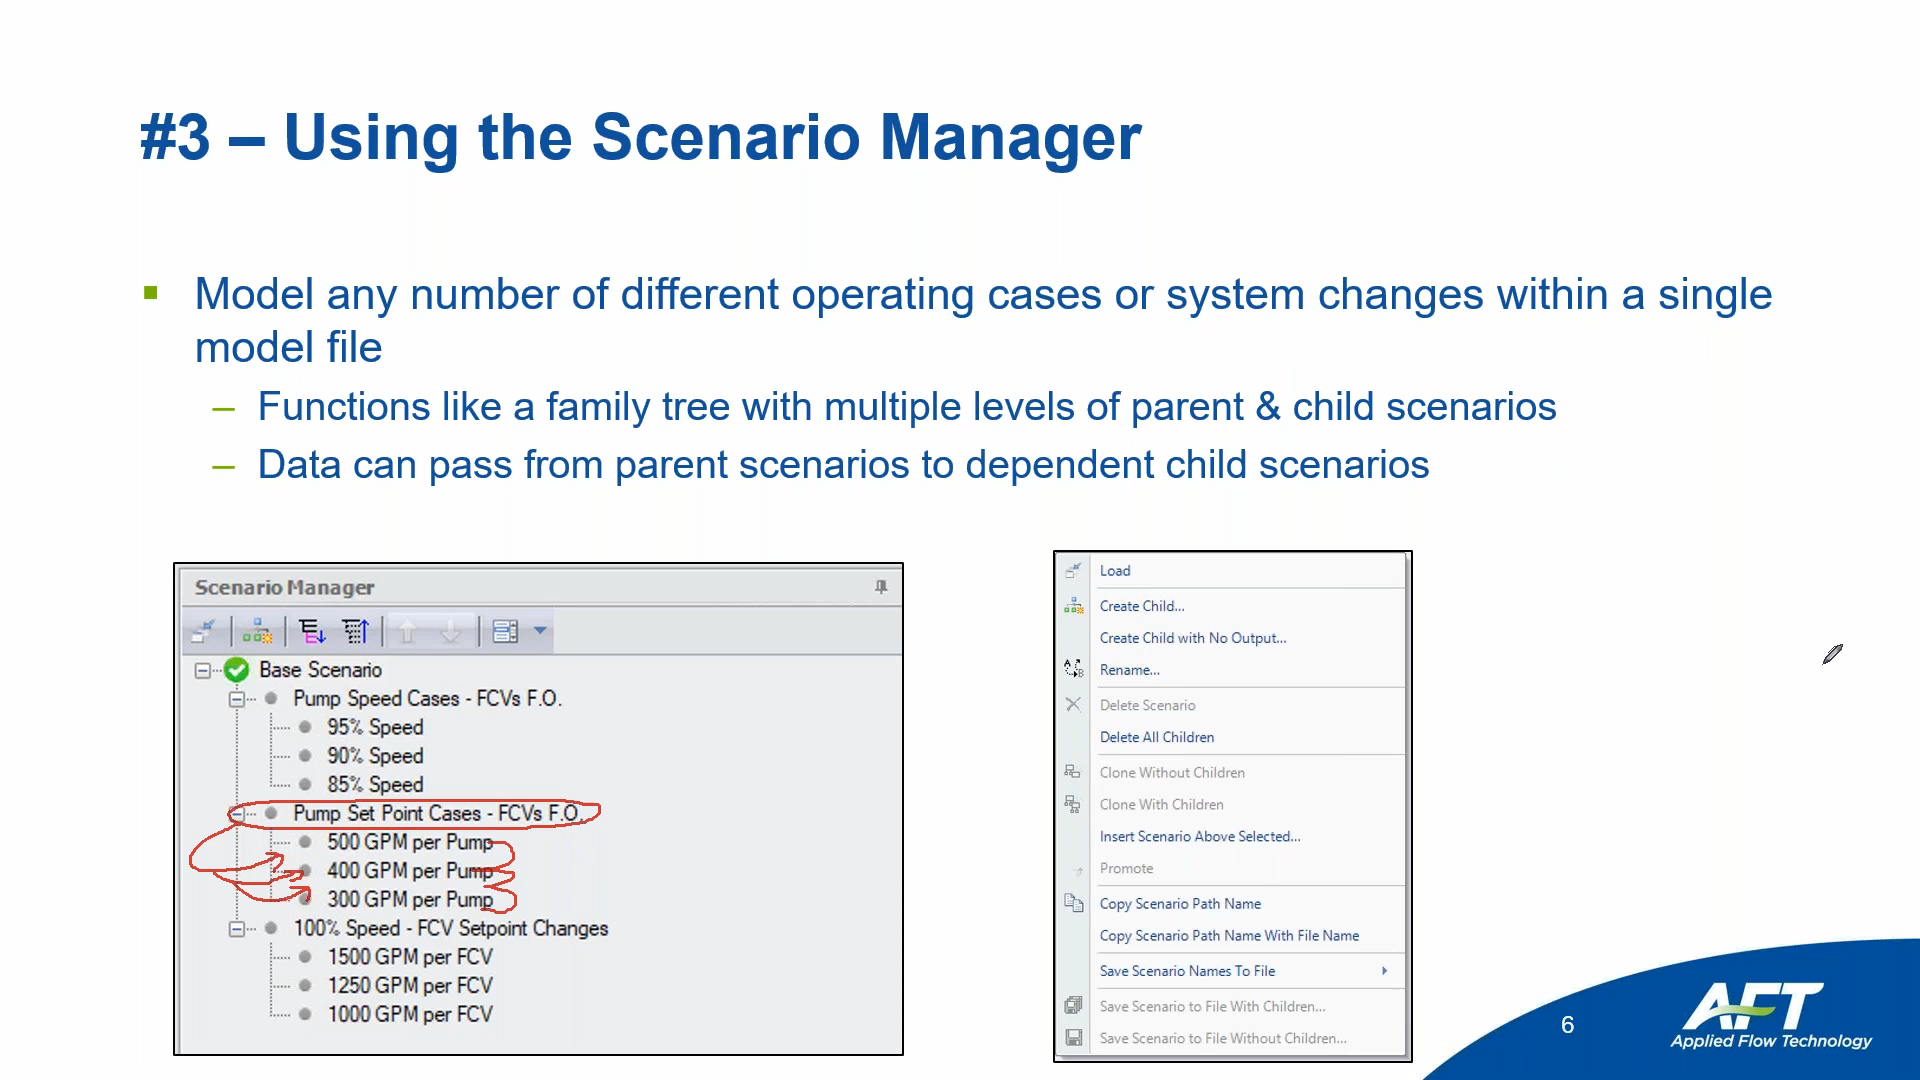 #3 – Using the Scenario Manager
▪ Model any number of different operating cases or system changes within a single
model file
– Functions like a family tree with multiple levels of parent & child scenarios
– Data can pass from parent scenarios to dependent child scenarios
Scenario Manager
Base Scenario
Pump Speed Cases - FCVs F.O.
95% Speed
90% Speed
85% Speed
Pump Set Point Cases - FCVs F.O.
500 GPM per Pump
400 GPM per Pump
300 GPM per Pump
100% Speed - FCV Setpoint Changes
1500 GPM per FCV
1250 GPM per FCV
1000 GPM per FCV
Load
Create Child...
Create Child with No Output...
Rename...
Delete Scenario
Delete All Children
Clone Without Children
Clone With Children
Insert Scenario Above Selected...
Promote
Copy Scenario Path Name
Copy Scenario Path Name With File Name
Save Scenario Names To File
Save Scenario to File With Children...
Save Scenario to File Without Children...
6
AFT
Applied Flow Technology